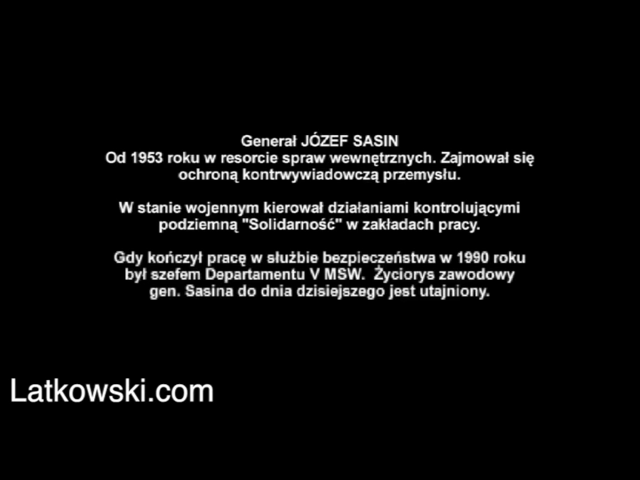 Generał JÓZEF SASIN
Od 1953 roku w resorcie spraw wewnętrznych. Zajmował się
ochroną kontrwywiadowczą przemysłu.
W stanie wojennym kierował działaniami kontrolującymi
podziemną "Solidarność" w zakładach pracy.
Gdy kończył pracę w służbie bezpieczeństwa w 1990 roku
był szefem Departamentu V MSW. Życiorys zawodowy
gen. Sasina do dnia dzisiejszego jest utajniony.
Latkowski.com